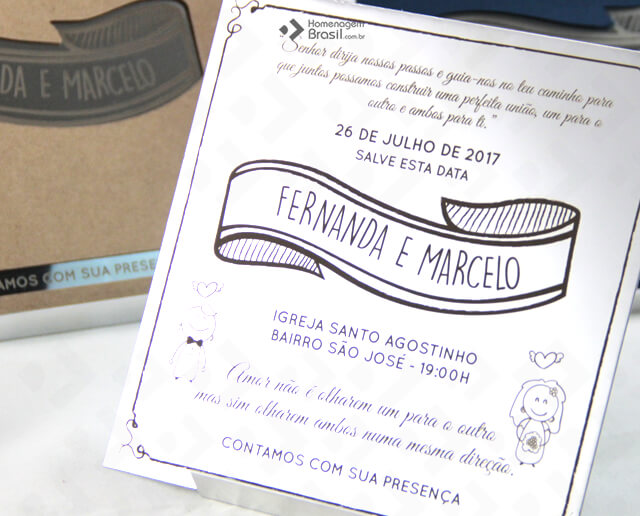 Homenagem
Brasil.com.br
Senhor dirija nossos passos e guia-nos no teu caminho para
que juntos possamos construir uma perfeita união, um para o
outro e ambos para ti."
26 DE JULHO DE 2017
SALVE ESTA DATA
FERNANDA E MARCELO
IGREJA SANTO AGOSTINHO
BAIRRO SÃO JOSÉ - 19:00H
Amor não é olharem um para o outro
mas sim olharem ambos numa mesma direção.
CONTAMOS COM SUA PRESENÇA
DA E MARCELO
TAMOS COM SUA PRESE